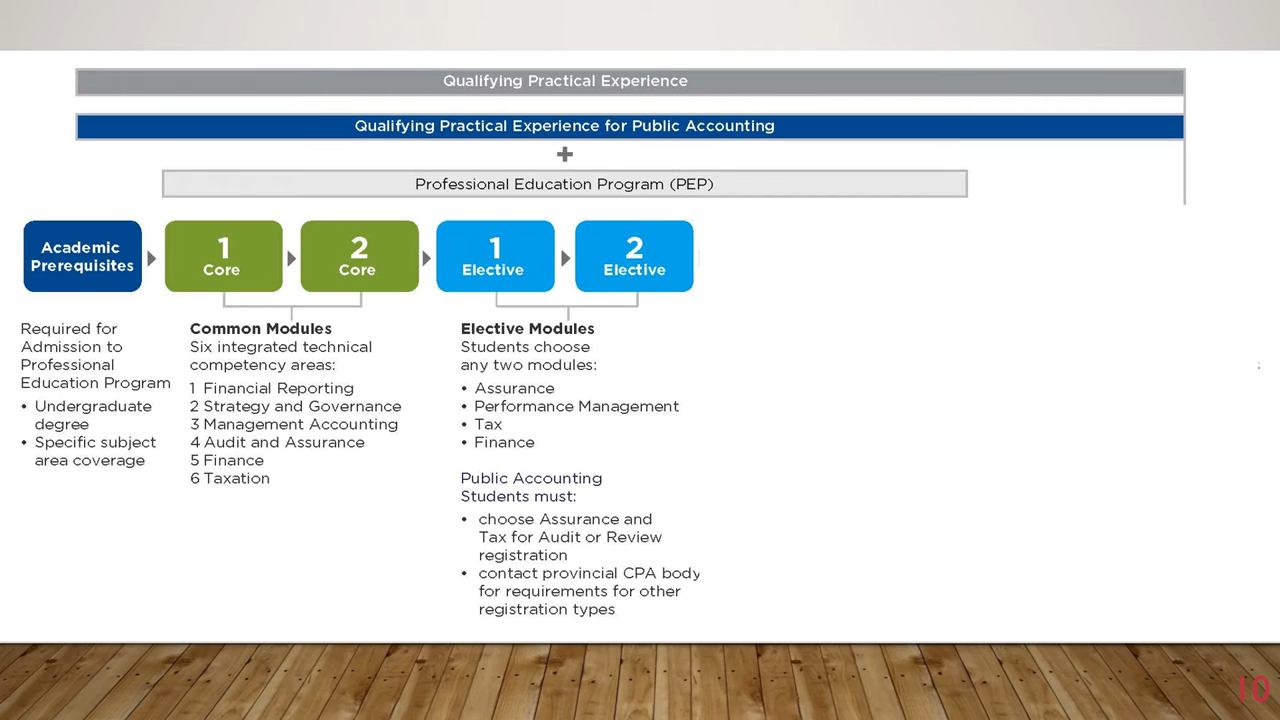 Qualifying Practical Experience
Qualifying Practical Experience for Public Accounting
+
Professional Education Program (PEP)
Academic
Prerequisites
1
Core
2
Core
1
Elective
2
Elective
Required for
Admission to
Professional
Education Program
• Undergraduate
degree
• Specific subject
area coverage
Common Modules
Six integrated technical
competency areas:
1 Financial Reporting
2 Strategy and Governance
3 Management Accounting
4 Audit and Assurance
5 Finance
6 Taxation
Elective Modules
Students choose
any two modules:
• Assurance
• Performance Management
• Tax
• Finance
Public Accounting
Students must:
• choose Assurance and
Tax for Audit or Review
registration
• contact provincial CPA body
for requirements for other
registration types
10